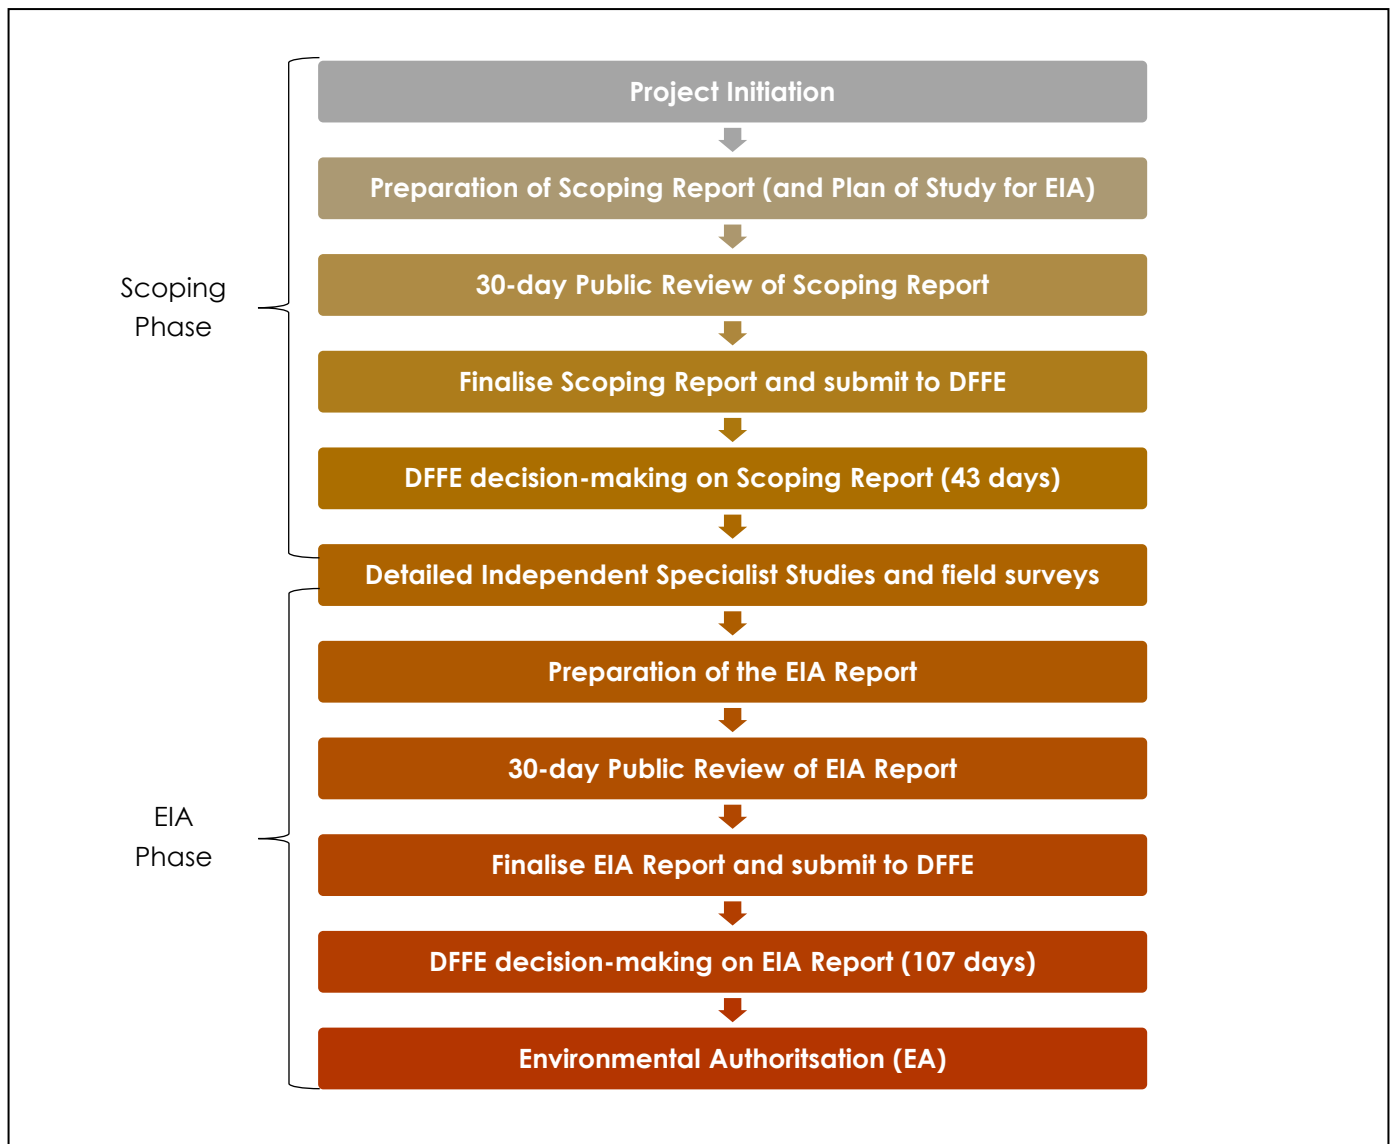 Project Initiation
Preparation of Scoping Report (and Plan of Study for EIA)
30-day Public Review of Scoping Report
Scoping
Phase
Finalise Scoping Report and submit to DFFE
DFFE decision-making on Scoping Report (43 days)
Detailed Independent Specialist Studies and field surveys
Preparation of the EIA Report
30-day Public Review of EIA Report
EIA
Phase
Finalise EIA Report and submit to DFFE
DFFE decision-making on EIA Report (107 days)
Environmental Authoritsation (EA)